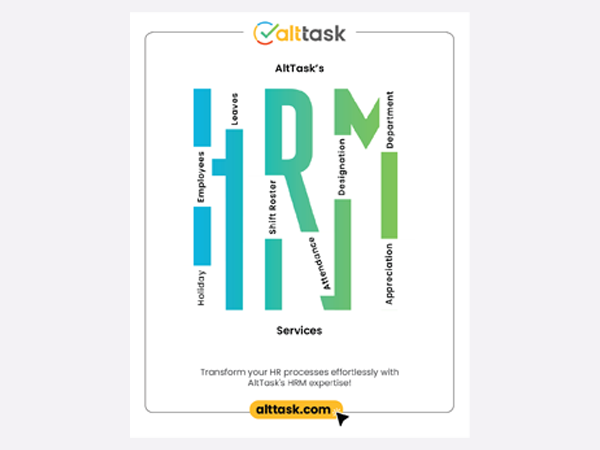 alttask
AltTask's
HRM
Employees
Holiday
Leaves
Shift Roster
Attendance
Designation
Department
Appreciation
Services
Transform your HR processes effortlessly with
AltTask's HRM expertise!
alttask.com